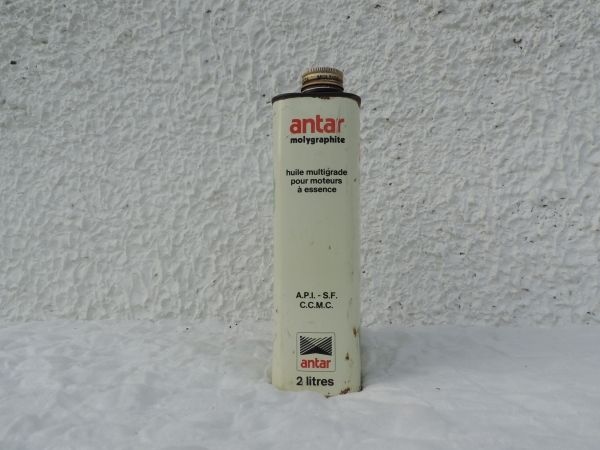 antar
molygraphite
huile multigrade
pour moteurs
à essence
A.P.I. - S.F.
C.C.M.C.
antar
2 litres